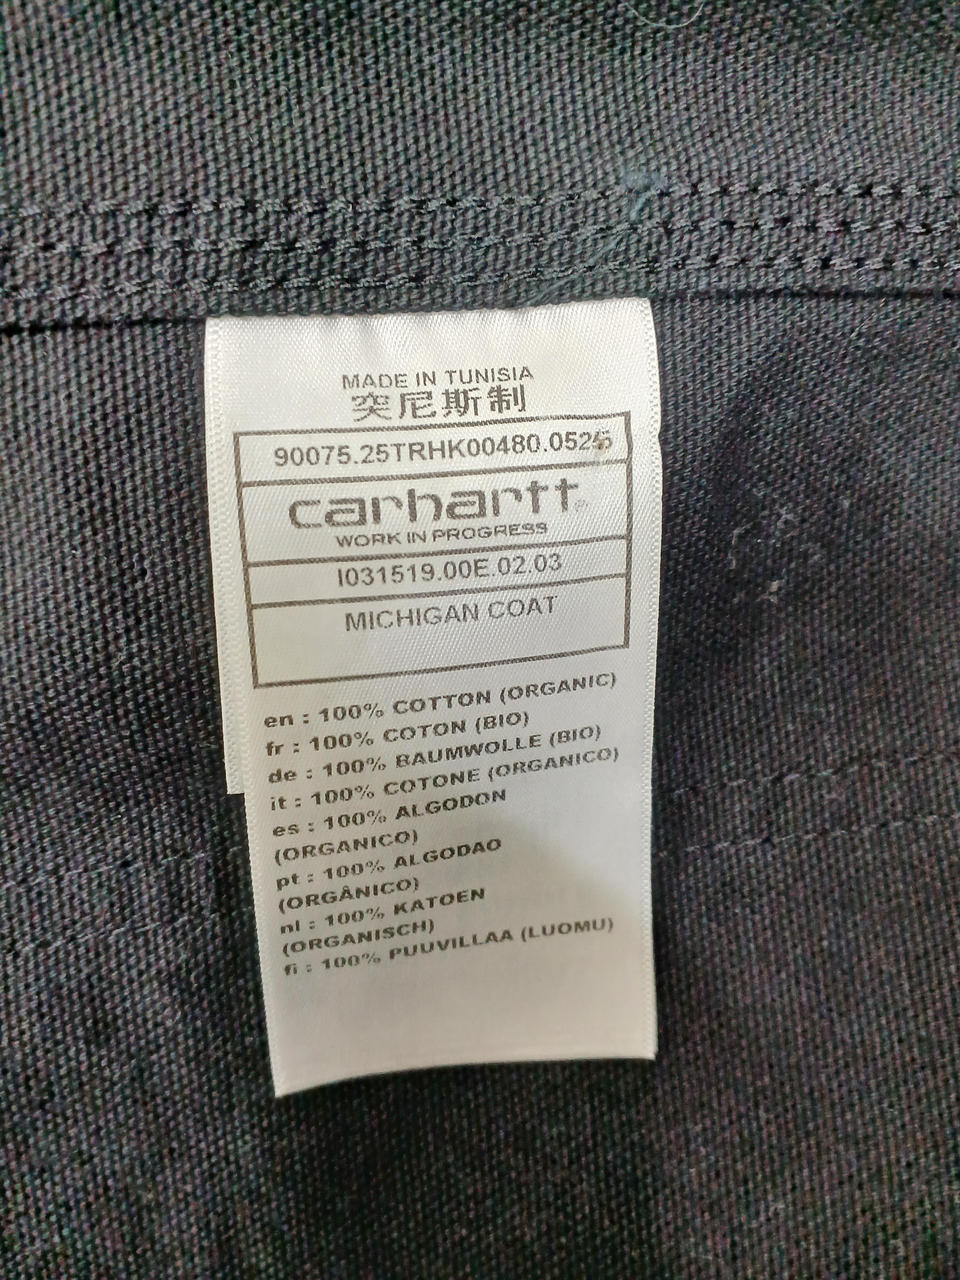 MADE IN TUNISIA
突尼斯制
90075.25TRHK00480.0525
carhartt
WORK IN PROGRESS
I031519.00E.02.03
MICHIGAN COAT
en : 100% COTTON (ORGANIC)
fr : 100% COTON (BIO)
de : 100% BAUMWOLLE (BIO)
it : 100% COTONE (ORGANICO)
es : 100% ALGODON
(ORGANICO)
pt : 100% ALGODAO
(ORGÂNICO)
nl : 100% KATOEN
(ORGANISCH)
fi : 100% PUUVILLAA (LUOMU)